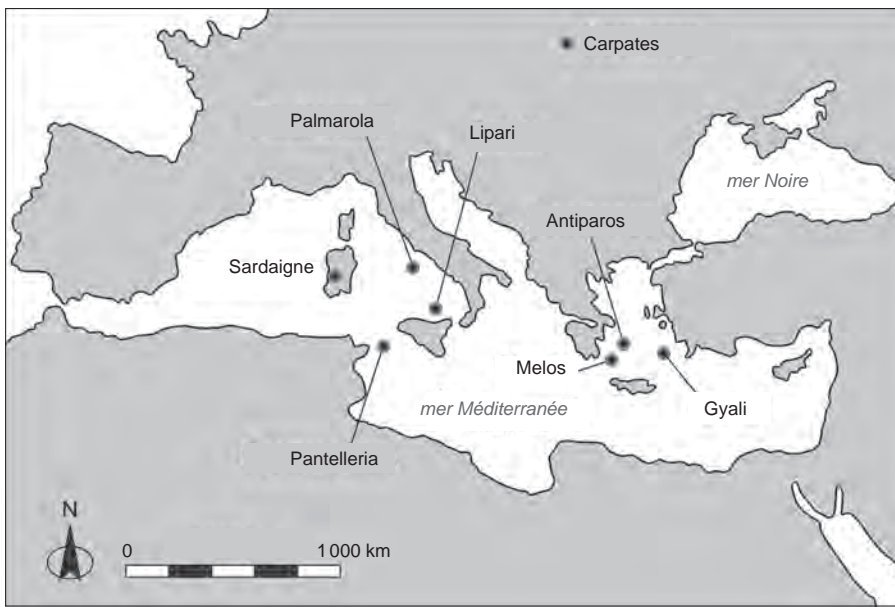 Carpates
Palmarola
Lipari
mer Noire
Antiparos
Sardaigne
Melos
mer Méditerranée
Gyali
Pantelleria
N
0 1 000 km